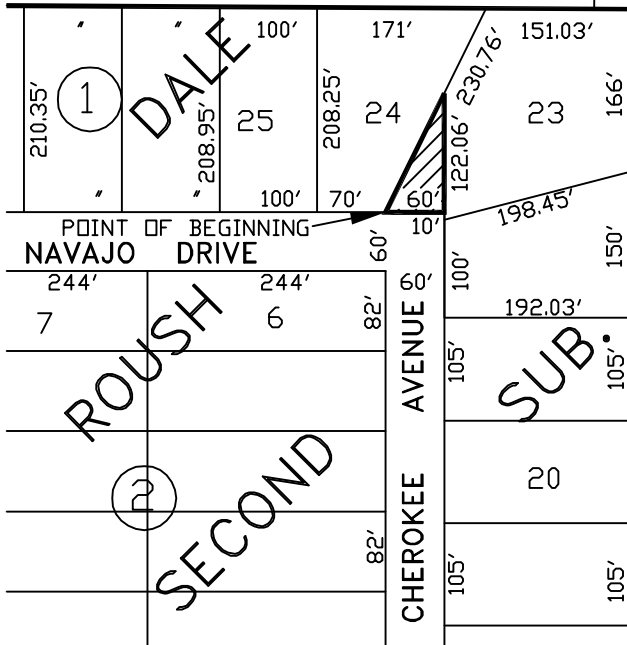 ″ ″ 100′ 171′ 151.03′
210.35′
1
DALE
208.95′
25
208.25′
24
230.76′
122.06′
23
166′
″ ″ 100′ 70′ 60′
10′
198.45′
POINT OF BEGINNING
NAVAJO DRIVE
60′
60′
100′
150′
244′ 244′
7 6
82′
192.03′
ROUSH
AVENUE
105′
SUB.
105′
2
SECOND
82′
CHEROKEE
20
105′
105′